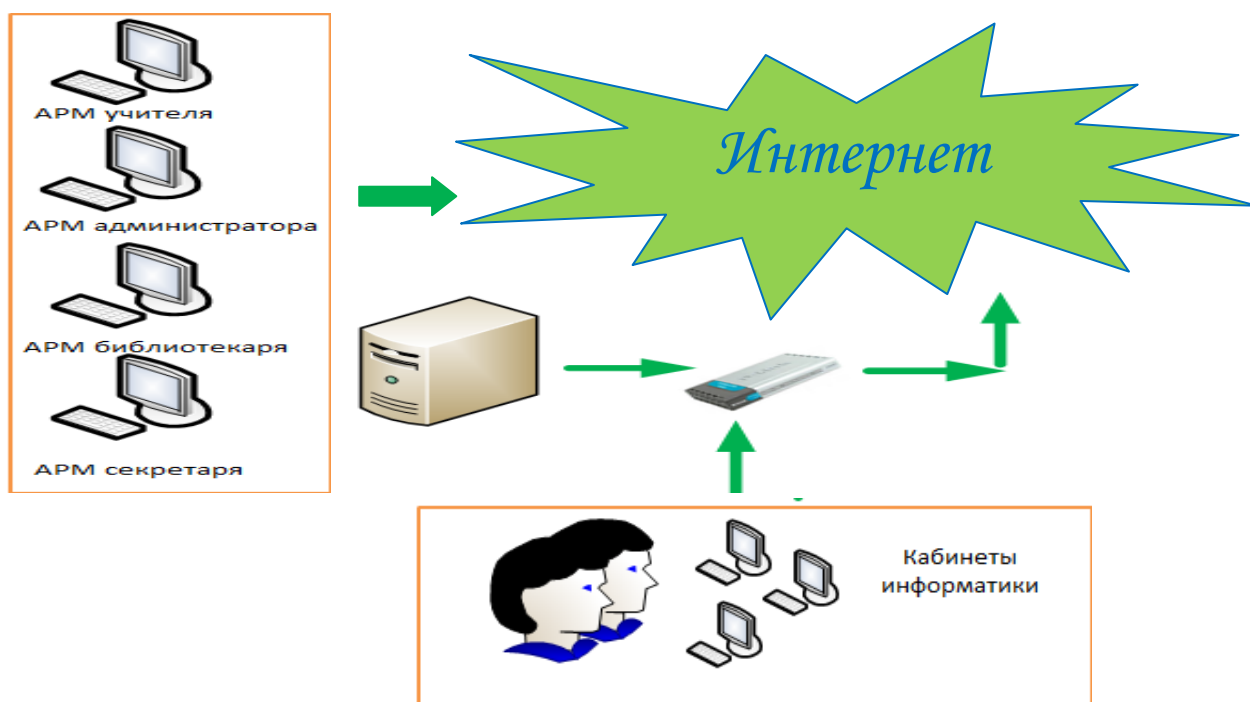 АРМ учителя
АРМ администратора
АРМ библиотекаря
АРМ секретаря
Интернет
Кабинеты
информатики